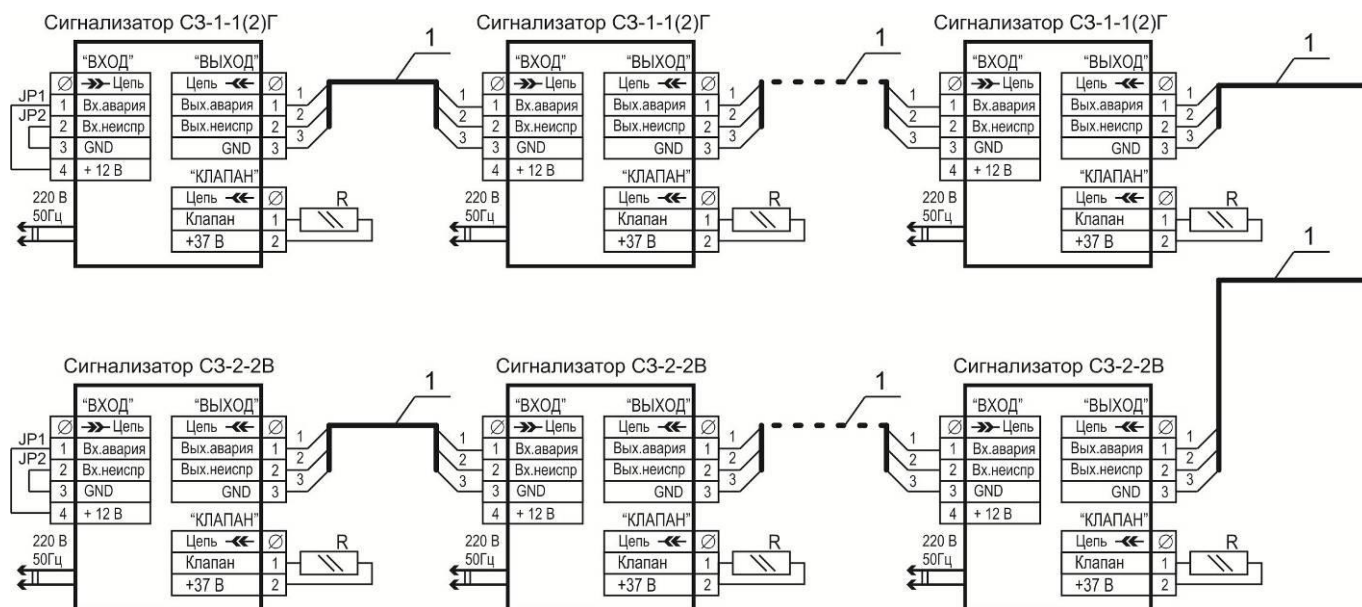 Сигнализатор СЗ-1-1(2)Г
"ВХОД" "ВЫХОД"
Ø Цепь Цепь Ø
JP1 1 Вх.авария Вых.авария 1
JP2 2 Вх.неиспр Вых.неиспр 2
3 GND GND 3
4 + 12 В
"КЛАПАН"
Цепь Ø
220 В
50Гц
Клапан 1
+37 В 2
R
1
2
3
1
Сигнализатор СЗ-1-1(2)Г
1
2
3
"ВХОД" "ВЫХОД"
Ø Цепь Цепь Ø
1 Вх.авария Вых.авария 1
2 Вх.неиспр Вых.неиспр 2
3 GND GND 3
4 + 12 В
"КЛАПАН"
Цепь Ø
220 В
50Гц
Клапан 1
+37 В 2
R
1
2
3
1
Сигнализатор СЗ-1-1(2)Г
1
2
3
"ВХОД" "ВЫХОД"
Ø Цепь Цепь Ø
1 Вх.авария Вых.авария 1
2 Вх.неиспр Вых.неиспр 2
3 GND GND 3
4 + 12 В
"КЛАПАН"
Цепь Ø
220 В
50Гц
Клапан 1
+37 В 2
R
1
2
3
1
1
Сигнализатор СЗ-2-2В
"ВХОД" "ВЫХОД"
Ø Цепь Цепь Ø
JP1 1 Вх.авария Вых.авария 1
JP2 2 Вх.неиспр Вых.неиспр 2
3 GND GND 3
4 + 12 В
"КЛАПАН"
Цепь Ø
220 В
50Гц
Клапан 1
+37 В 2
R
1
2
3
1
Сигнализатор СЗ-2-2В
1
2
3
"ВХОД" "ВЫХОД"
Ø Цепь Цепь Ø
1 Вх.авария Вых.авария 1
2 Вх.неиспр Вых.неиспр 2
3 GND GND 3
4 + 12 В
"КЛАПАН"
Цепь Ø
220 В
50Гц
Клапан 1
+37 В 2
R
1
2
3
1
Сигнализатор СЗ-2-2В
1
2
3
"ВХОД" "ВЫХОД"
Ø Цепь Цепь Ø
1 Вх.авария Вых.авария 1
2 Вх.неиспр Вых.неиспр 2
3 GND GND 3
4 + 12 В
"КЛАПАН"
Цепь Ø
220 В
50Гц
Клапан 1
+37 В 2
R
1
2
3